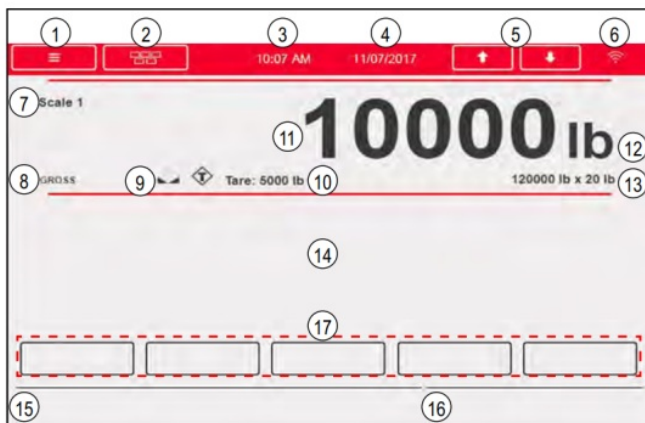 1 2 3 4 5 6
10:07 AM 11/07/2017
7 Scale 1
11 10000 lb 12
8 GROSS 9 T Tare: 5000 lb 10 120000 lb x 20 lb 13
14
17
15 16